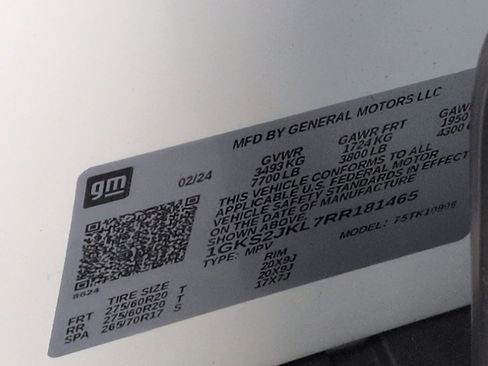 MFD BY GENERAL MOTORS LLC
gm
02/24
GVWR GAWR FRT
3493 KG 1724 KG 1950
7700 LB 3800 LB 4300
THIS VEHICLE CONFORMS TO ALL
APPLICABLE U.S. FEDERAL MOTOR
VEHICLE SAFETY STANDARDS IN EFFECT
ON THE DATE OF MANUFACTURE
SHOWN ABOVE.
1GKS2JKL7RR181465
TYPE: MPV MODEL:
8624
TIRE SIZE RIM
FRT 275/60R20 T 20X9J
RR 275/60R20 T 20X9J
SPA 265/70R17 S 17X7J